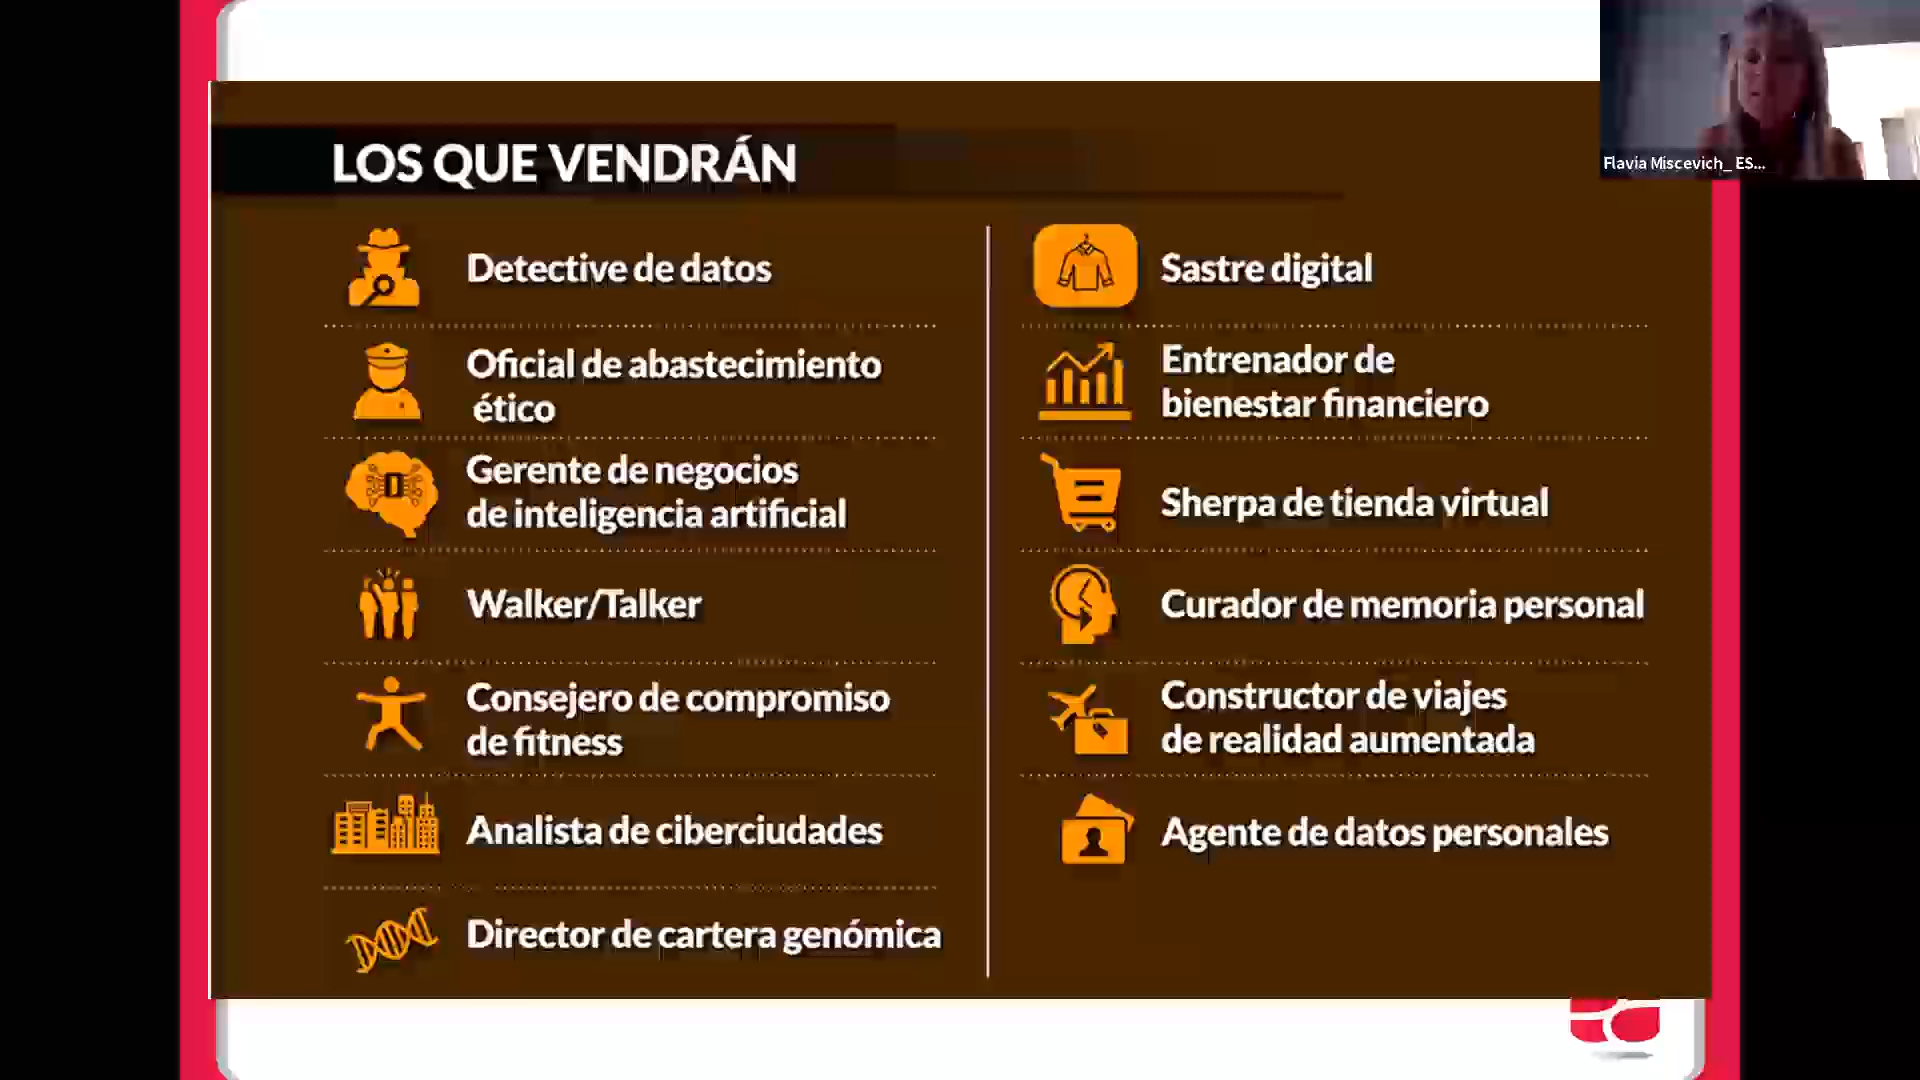 Flavia Miscevich_ ES...
LOS QUE VENDRÁN
Detective de datos
Oficial de abastecimiento
ético
Gerente de negocios
de inteligencia artificial
Walker/Talker
Consejero de compromiso
de fitness
Analista de ciberciudades
Director de cartera genómica
Sastre digital
Entrenador de
bienestar financiero
Sherpa de tienda virtual
Curador de memoria personal
Constructor de viajes
de realidad aumentada
Agente de datos personales